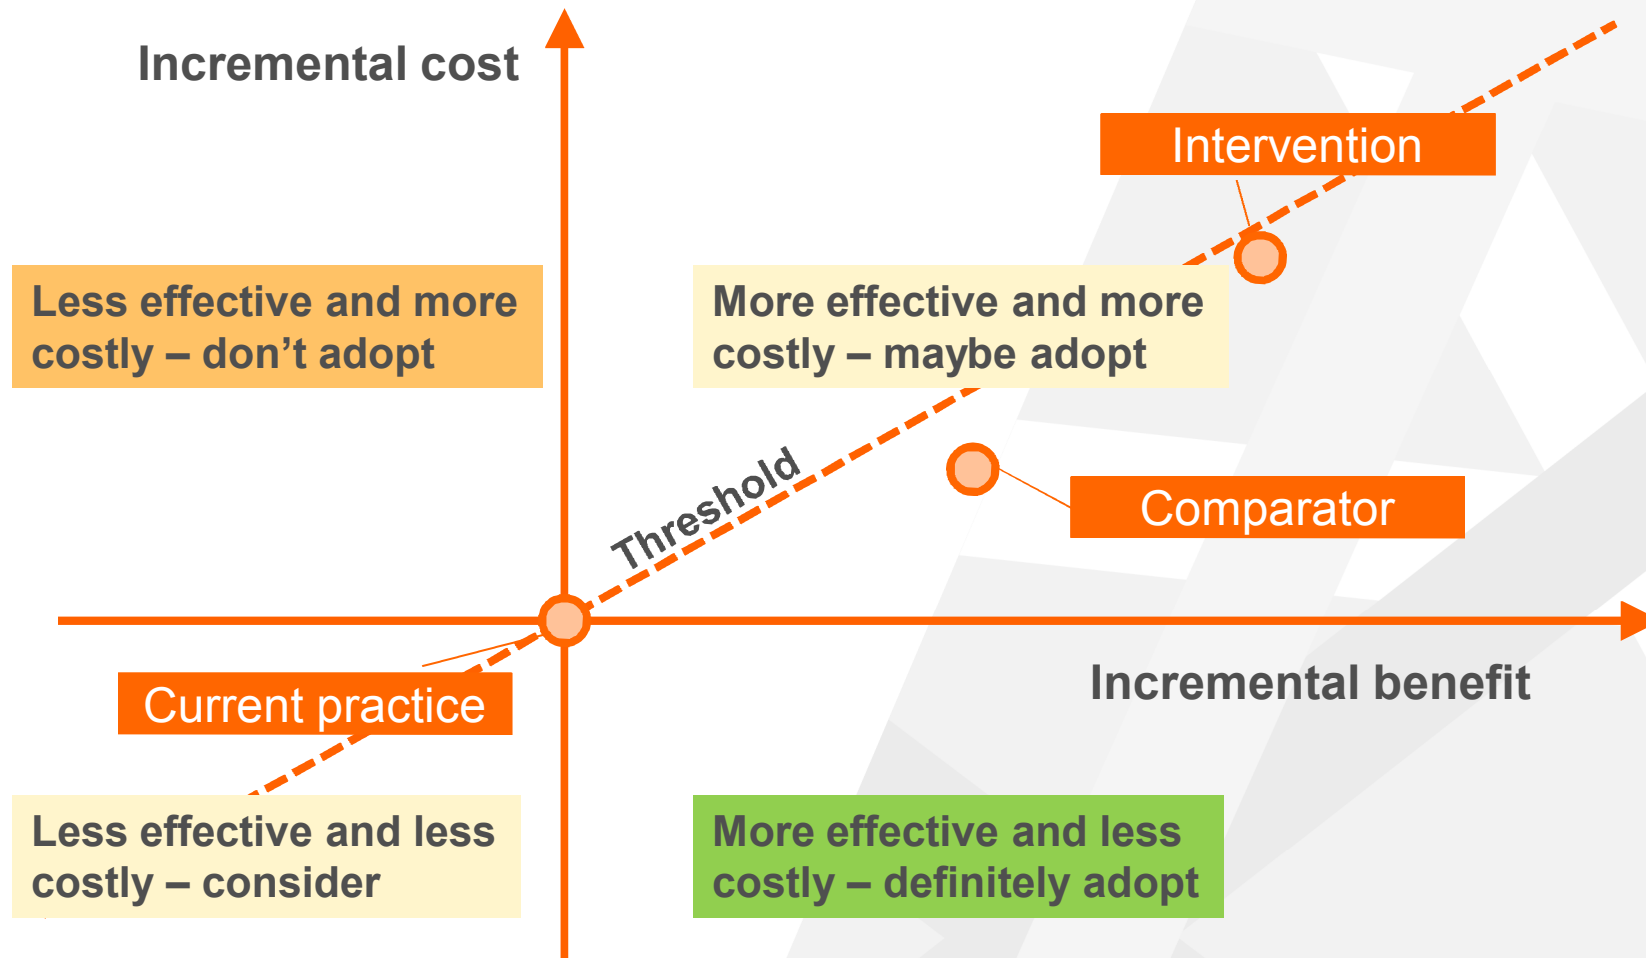 Incremental cost
Intervention
Less effective and more
costly – don’t adopt
More effective and more
costly – maybe adopt
Threshold
Comparator
Current practice
Incremental benefit
Less effective and less
costly – consider
More effective and less
costly – definitely adopt